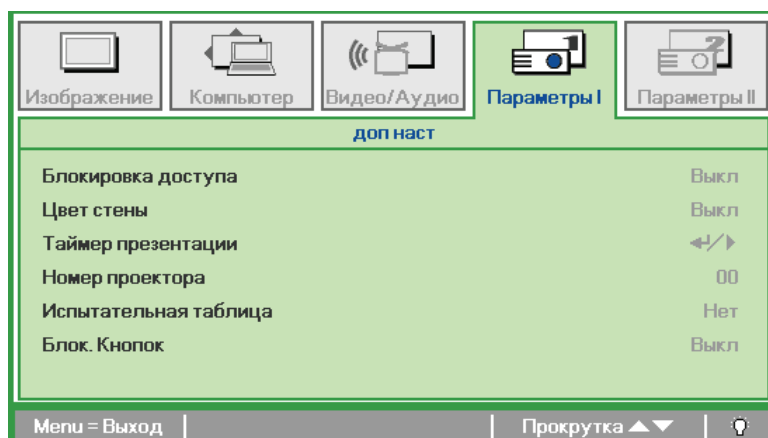 Изображение
Компьютер
Видео/Аудио
Параметры I
Параметры II
доп наст
Блокировка доступа Выкл
Цвет стены Выкл
Таймер презентации
Номер проектора 00
Испытательная таблица Нет
Блок. Кнопок Выкл
Menu = Выход Прокрутка